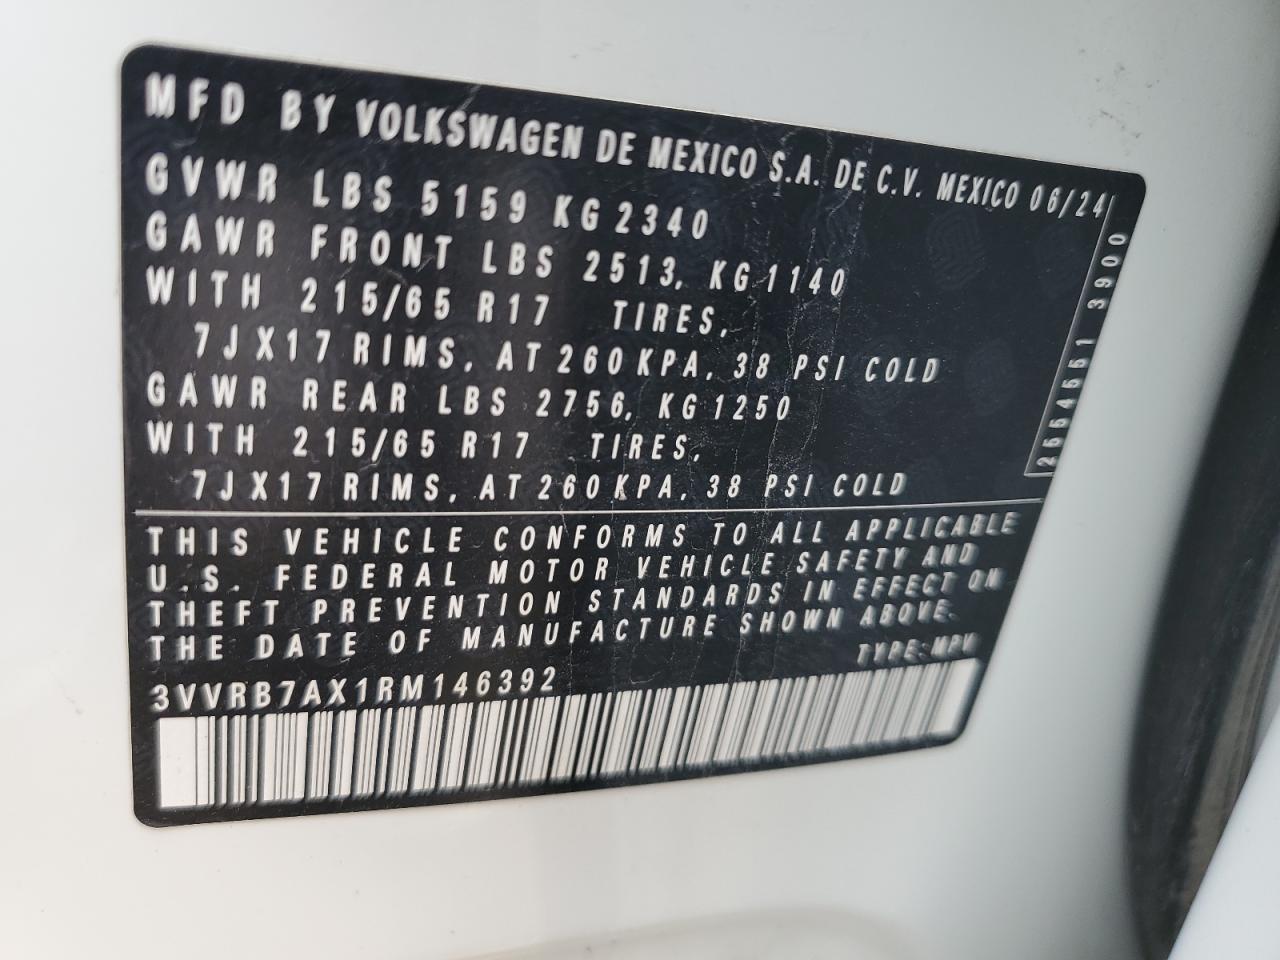 MFD BY VOLKSWAGEN DE MEXICO S.A. DE C.V. MEXICO 06/24
GVWR LBS 5159 KG 2340
GAWR FRONT LBS 2513, KG 1140
WITH 215/65 R17 TIRES,
7JX17 RIMS, AT 260 KPA, 38 PSI COLD
GAWR REAR LBS 2756, KG 1250
WITH 215/65 R17 TIRES,
7JX17 RIMS, AT 260 KPA, 38 PSI COLD
2554551 3900
THIS VEHICLE CONFORMS TO ALL APPLICABLE
U.S. FEDERAL MOTOR VEHICLE SAFETY AND
THEFT PREVENTION STANDARDS IN EFFECT ON
THE DATE OF MANUFACTURE SHOWN ABOVE.
TYPE: MPV
3VVRB7AX1RM146392